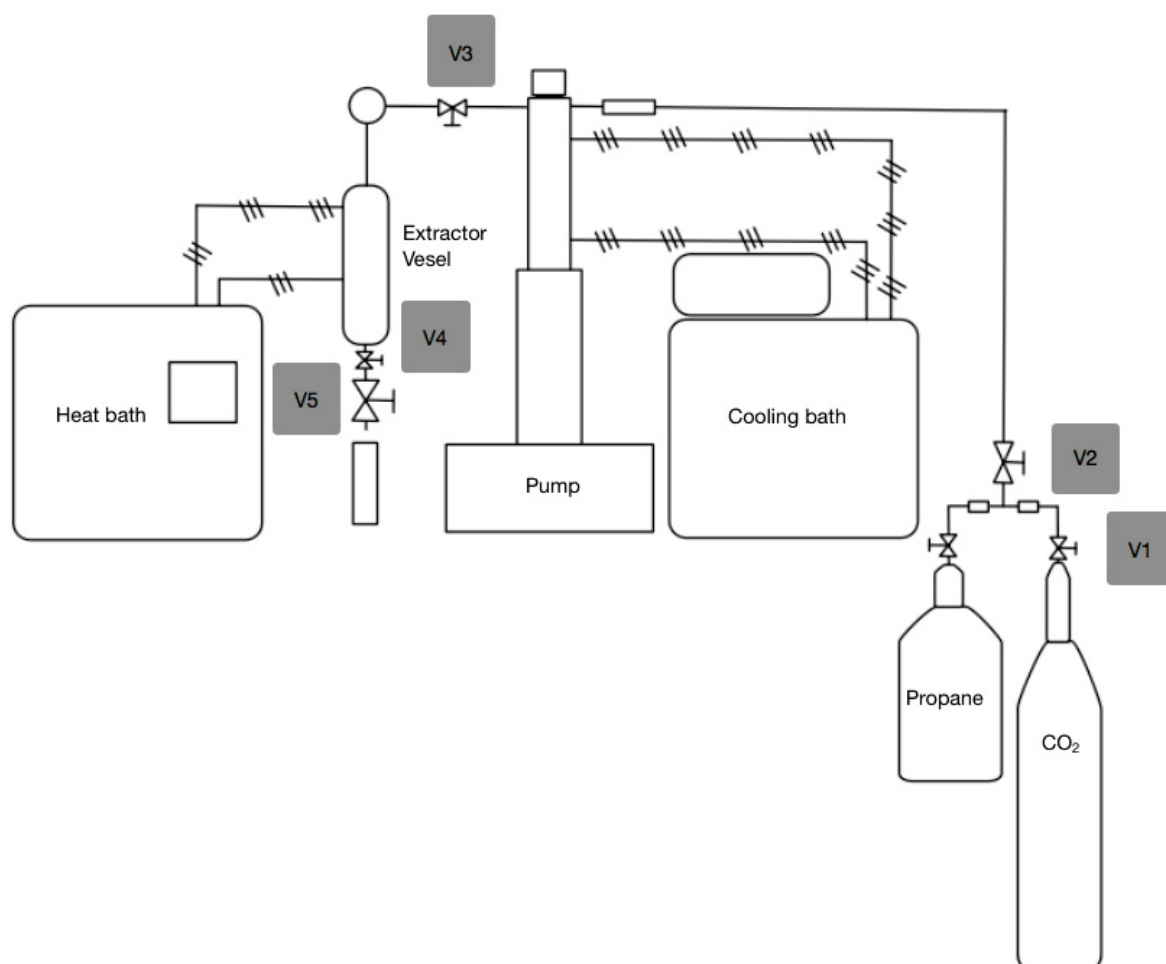 V3
Extractor
Vesel
V4
V5
Heat bath
Cooling bath
V2
Pump
V1
Propane
CO₂